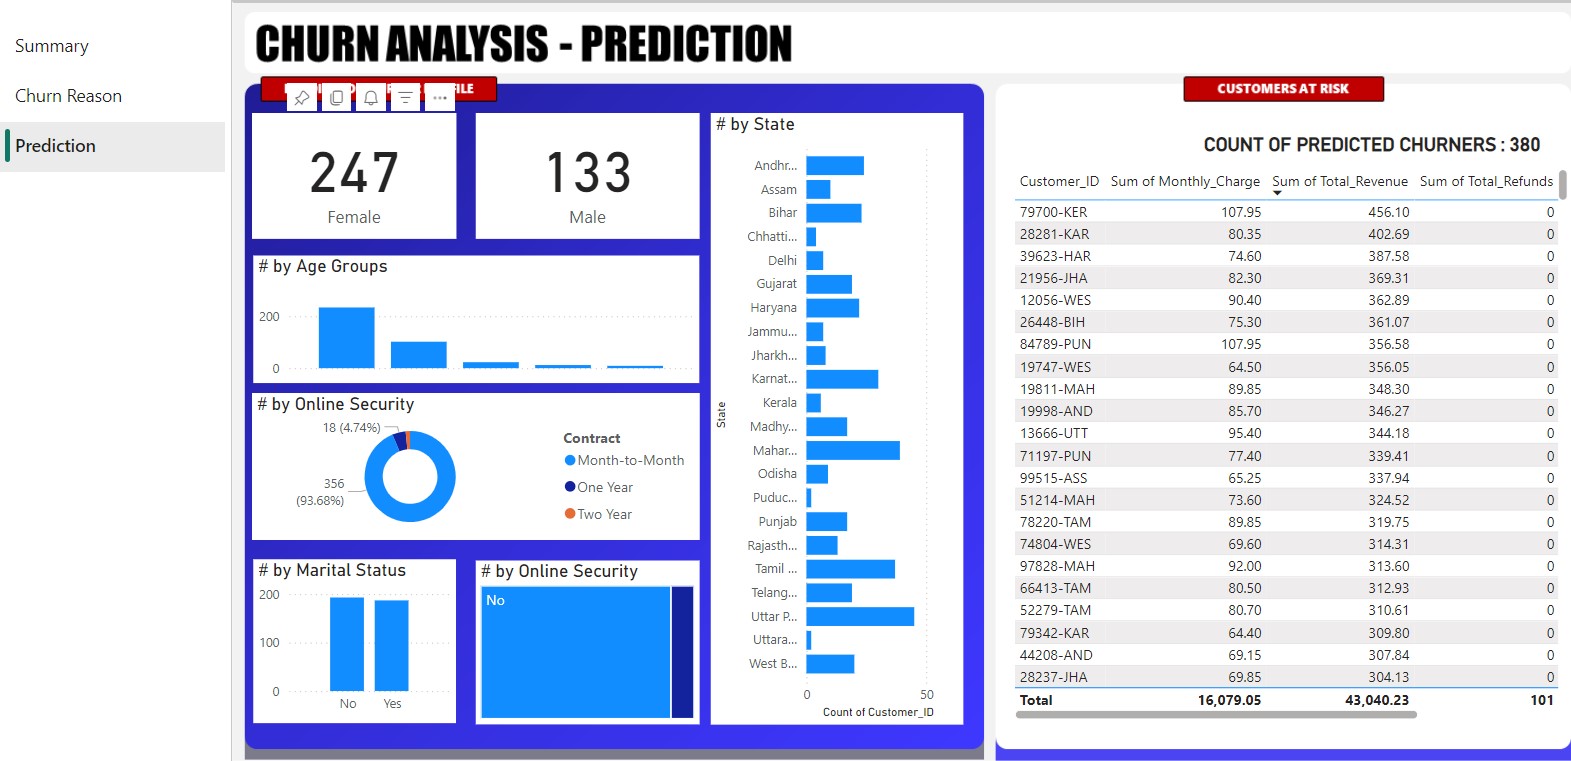 Summary
Churn Reason
Prediction
CHURN ANALYSIS - PREDICTION
# by State
247
Female
133
Male
# by Age Groups
200
0
# by Online Security
18 (4.74%)
356
(93.68%)
Contract
Month-to-Month
One Year
Two Year
# by Marital Status
200
100
0
No
Yes
# by Online Security
No
State
Andhr...
Assam
Bihar
Chhatti...
Delhi
Gujarat
Haryana
Jammu...
Jharkh...
Karnat...
Kerala
Madhy...
Mahar...
Odisha
Puduc...
Punjab
Rajasth...
Tamil ...
Telang...
Uttar P...
Uttara...
West B...
0 50
Count of Customer_ID
CUSTOMERS AT RISK
COUNT OF PREDICTED CHURNERS : 380
Customer_ID Sum of Monthly_Charge Sum of Total_Revenue Sum of Total_Refunds
79700-KER 107.95 456.10 0
28281-KAR 80.35 402.69 0
39623-HAR 74.60 387.58 0
21956-JHA 82.30 369.31 0
12056-WES 90.40 362.89 0
26448-BIH 75.30 361.07 0
84789-PUN 107.95 356.58 0
19747-WES 64.50 356.05 0
19811-MAH 89.85 348.30 0
19998-AND 85.70 346.27 0
13666-UTT 95.40 344.18 0
71197-PUN 77.40 339.41 0
99515-ASS 65.25 337.94 0
51214-MAH 73.60 324.52 0
78220-TAM 89.85 319.75 0
74804-WES 69.60 314.31 0
97828-MAH 92.00 313.60 0
66413-TAM 80.50 312.93 0
52279-TAM 80.70 310.61 0
79342-KAR 64.40 309.80 0
44208-AND 69.15 307.84 0
28237-JHA 69.85 304.13 0
Total 16,079.05 43,040.23 101